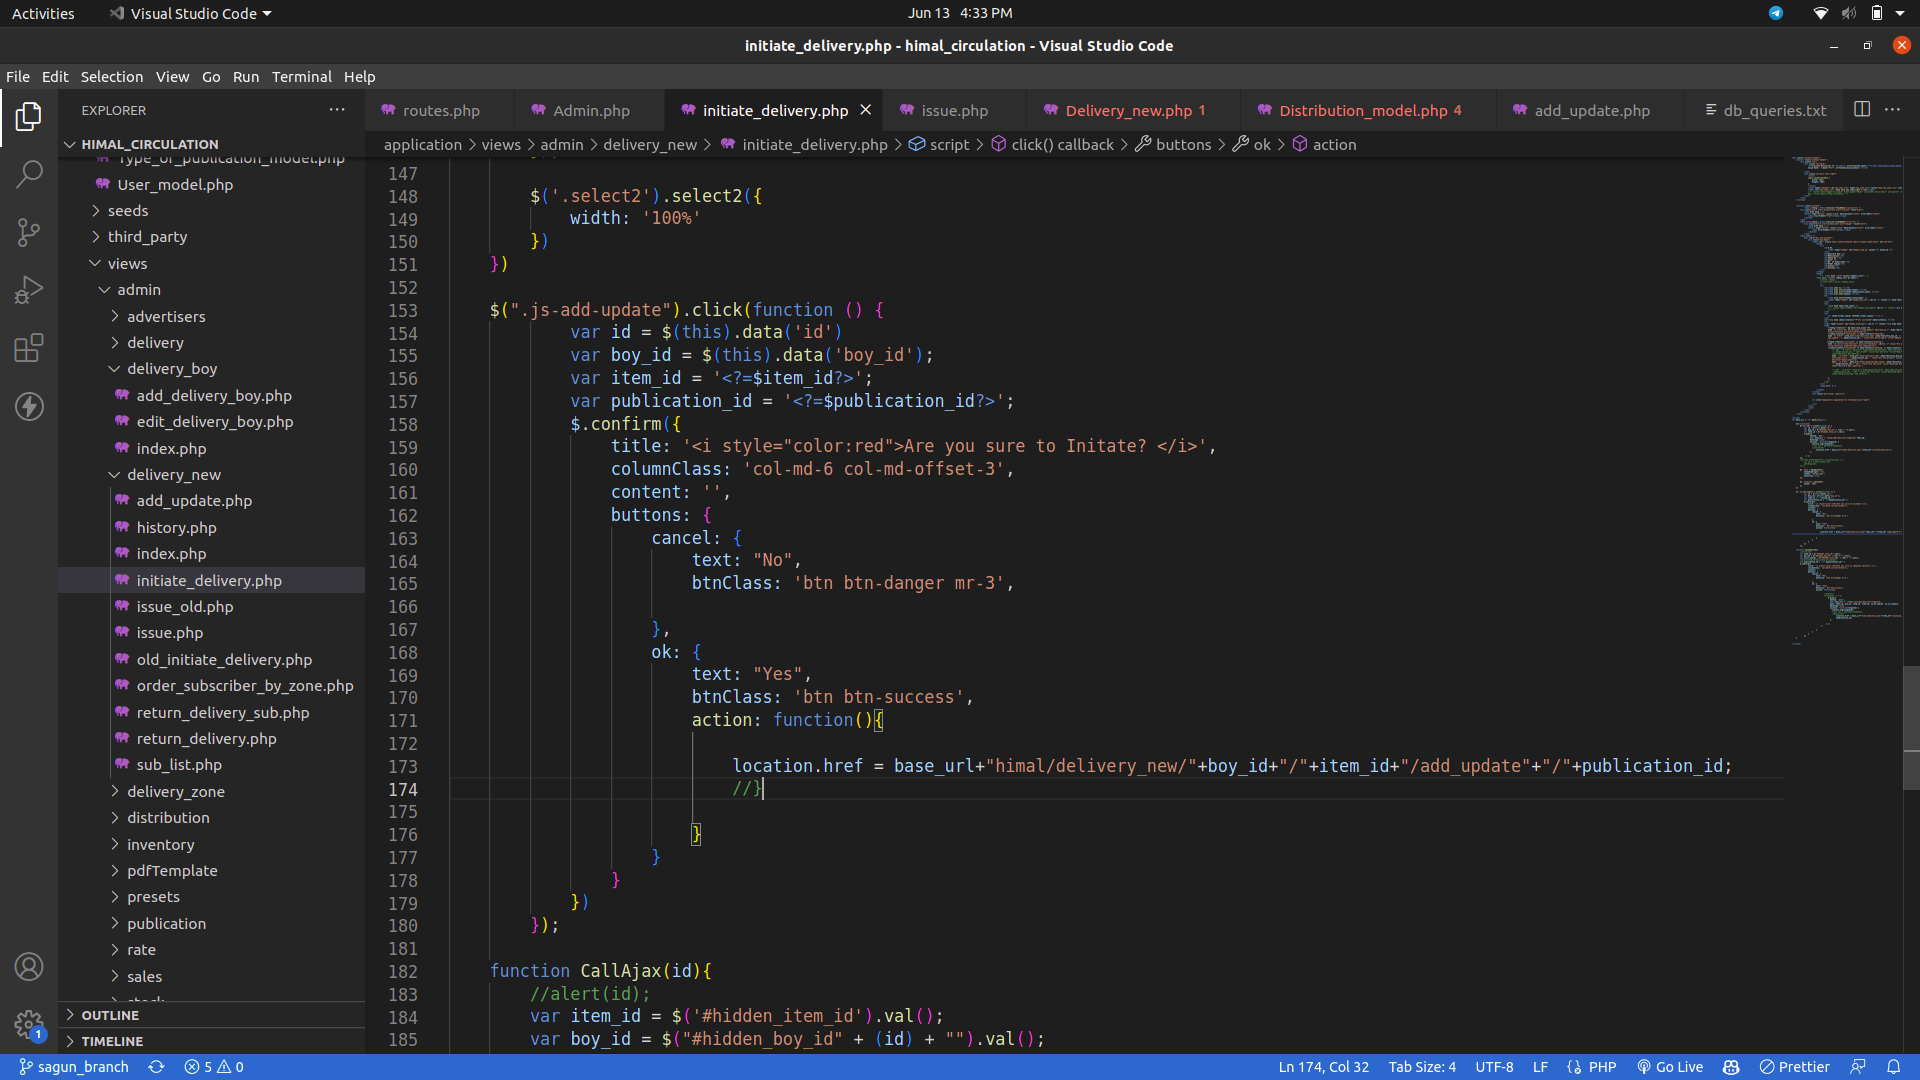 Activities
Visual Studio Code
Jun 13 4:33 PM
initiate_delivery.php - himal_circulation - Visual Studio Code
File Edit Selection View Go Run Terminal Help
EXPLORER
routes.php
Admin.php
initiate_delivery.php
issue.php
Delivery_new.php 1
Distribution_model.php 4
add_update.php
db_queries.txt
HIMAL_CIRCULATION
application > views > admin > delivery_new > initiate_delivery.php > script > click() callback > buttons > ok > action
Type_of_publication_model.php
User_model.php
seeds
third_party
views
admin
advertisers
delivery
delivery_boy
add_delivery_boy.php
edit_delivery_boy.php
index.php
delivery_new
add_update.php
history.php
index.php
initiate_delivery.php
issue_old.php
issue.php
old_initiate_delivery.php
order_subscriber_by_zone.php
return_delivery_sub.php
return_delivery.php
sub_list.php
delivery_zone
distribution
inventory
pdfTemplate
presets
publication
rate
sales
stock
OUTLINE
TIMELINE
147
148 $('.select2').select2({
149 width: '100%'
150 })
151 })
152
153 $(".js-add-update").click(function () {
154 var id = $(this).data('id')
155 var boy_id = $(this).data('boy_id');
156 var item_id = '<?=$item_id?>';
157 var publication_id = '<?=$publication_id?>';
158 $.confirm({
159 title: '<i style="color:red">Are you sure to Initate? </i>',
160 columnClass: 'col-md-6 col-md-offset-3',
161 content: '',
162 buttons: {
163 cancel: {
164 text: "No",
165 btnClass: 'btn btn-danger mr-3',
166
167 },
168 ok: {
169 text: "Yes",
170 btnClass: 'btn btn-success',
171 action: function(){
172
173 location.href = base_url+"himal/delivery_new/"+boy_id+"/"+item_id+"/add_update"+"/"+publication_id;
174 //}
175
176 }
177 }
178 }
179 })
180 });
181
182 function CallAjax(id){
183 //alert(id);
184 var item_id = $('#hidden_item_id').val();
185 var boy_id = $("#hidden_boy_id" + (id) + "").val();
1
sagun_branch
5 0
Ln 174, Col 32
Tab Size: 4
UTF-8
LF
PHP
Go Live
Prettier